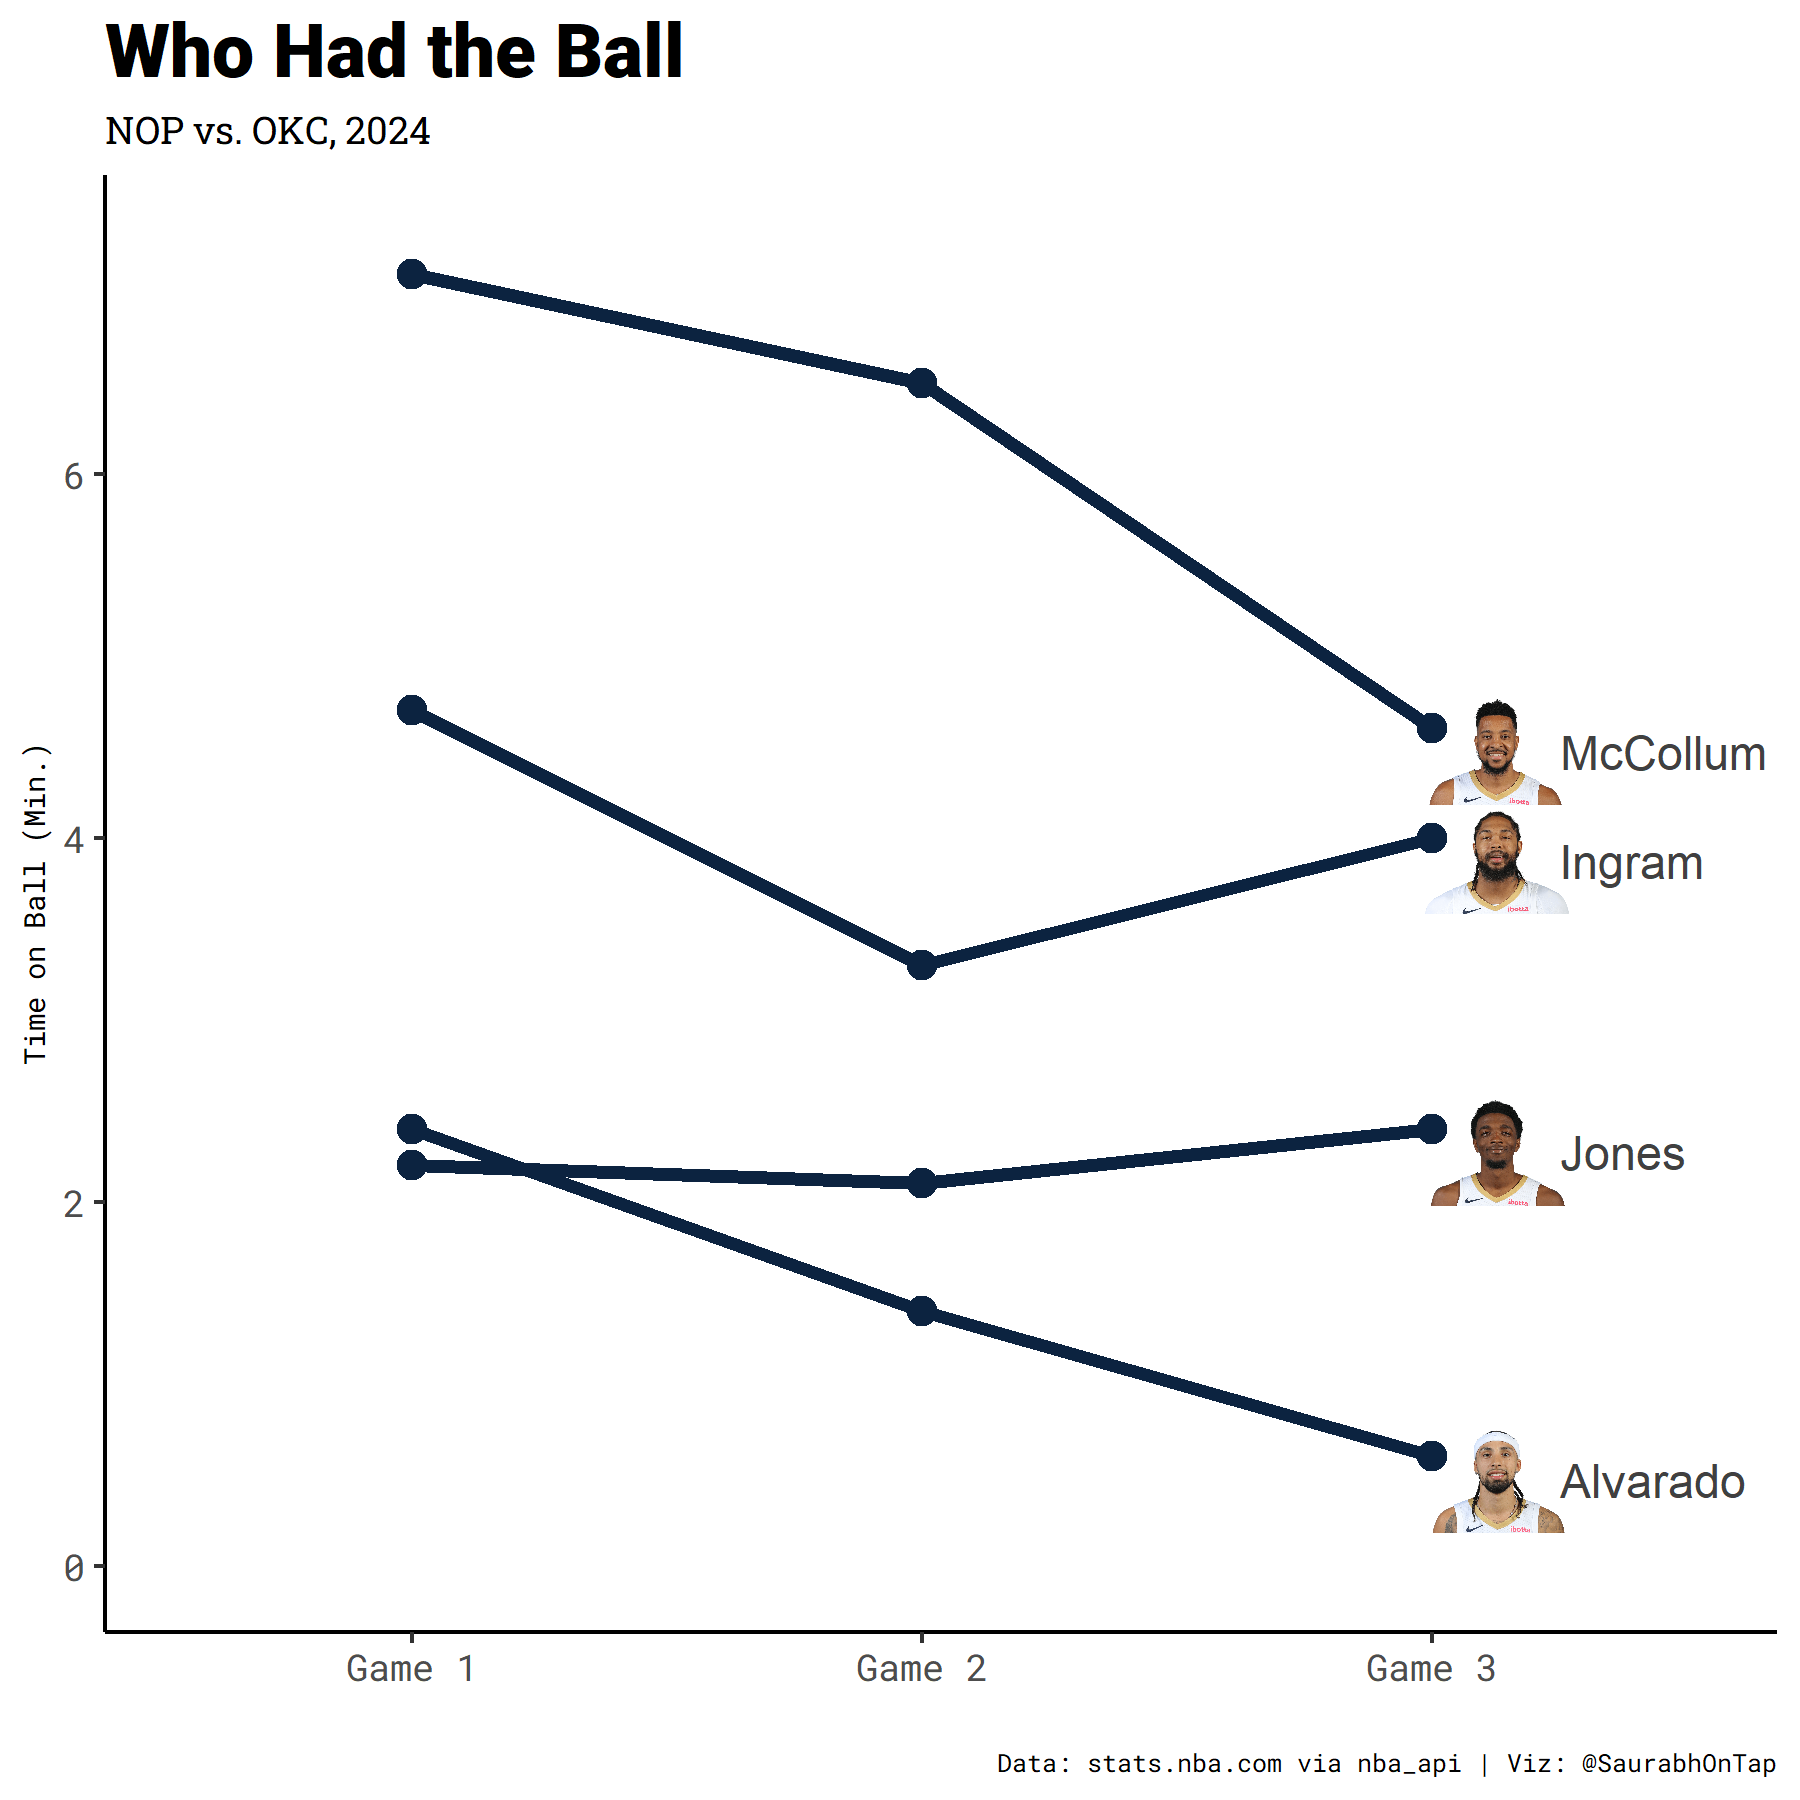 Who Had the Ball
NOP vs. OKC, 2024
Time on Ball (Min.)
6
4
2
0
McCollum
Ingram
Jones
Alvarado
Game 1
Game 2
Game 3
Data: stats.nba.com via nba_api | Viz: @SaurabhOnTap